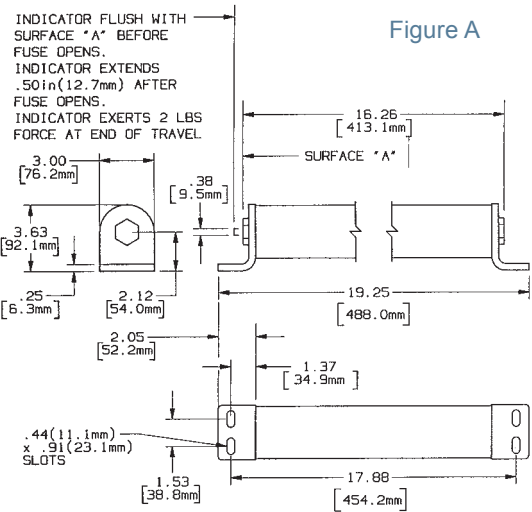 INDICATOR FLUSH WITH
SURFACE "A" BEFORE
FUSE OPENS.
INDICATOR EXTENDS
.50in(12.7mm) AFTER
FUSE OPENS.
INDICATOR EXERTS 2 LBS
FORCE AT END OF TRAVEL
Figure A
16.26
[413.1mm]
SURFACE "A"
3.00
[76.2mm]
.38
[9.5mm]
3.63
[92.1mm]
.25
[6.3mm]
2.12
[54.0mm]
19.25
[488.0mm]
2.05
[52.2mm]
1.37
[34.9mm]
.44(11.1mm)
x .91(23.1mm)
SLOTS
1.53
[38.8mm]
17.88
[454.2mm]